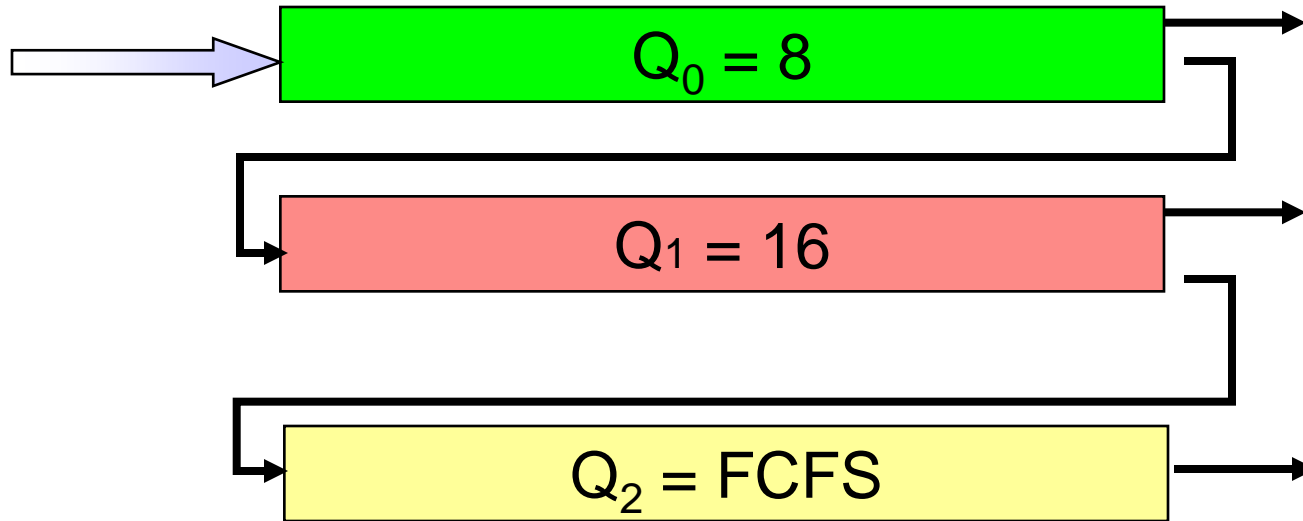 Q₀ = 8
Q1 = 16
Q₂ = FCFS